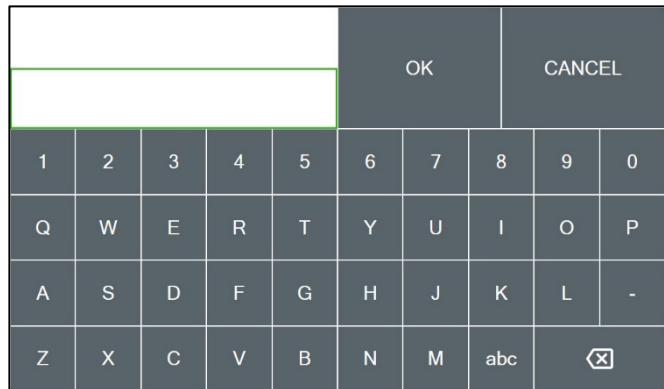 OK CANCEL
1 2 3 4 5 6 7 8 9 0
Q W E R T Y U I O P
A S D F G H J K L -
Z X C V B N M abc